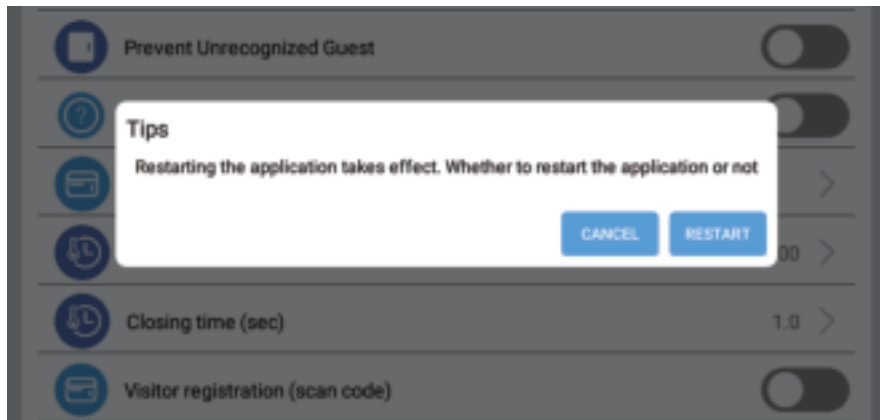 Prevent Unrecognized Guest
Tips
Restarting the application takes effect. Whether to restart the application or not
CANCEL RESTART
00
Closing time (sec) 1.0
Visitor registration (scan code)